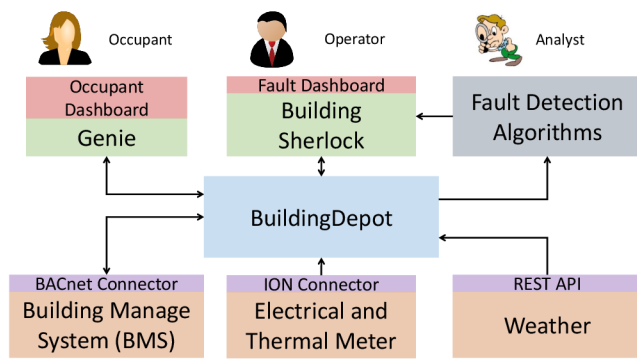 Occupant
Operator
Analyst
Occupant
Dashboard
Genie
Fault Dashboard
Building
Sherlock
Fault Detection
Algorithms
BuildingDepot
BACnet Connector
Building Manage
System (BMS)
ION Connector
Electrical and
Thermal Meter
REST API
Weather